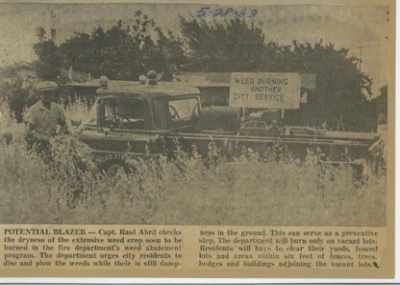 5-28-63
WEED BURNING
ANOTHER
CITY SERVICE
POTENTIAL BLAZER — Capt. Raul Abril checks
the dryness of the extensive weed crop soon to be
burned in the fire department's weed abatement
program. The department urges city residents to
disc and plow the weeds while their is still damp-
ness in the ground. This can serve as a preventive
step. The department will burn only on vacant lots.
Residents will have to clear their yards, fenced
lots and areas within six feet of fences, trees,
hedges and buildings adjoining the vacant lots.